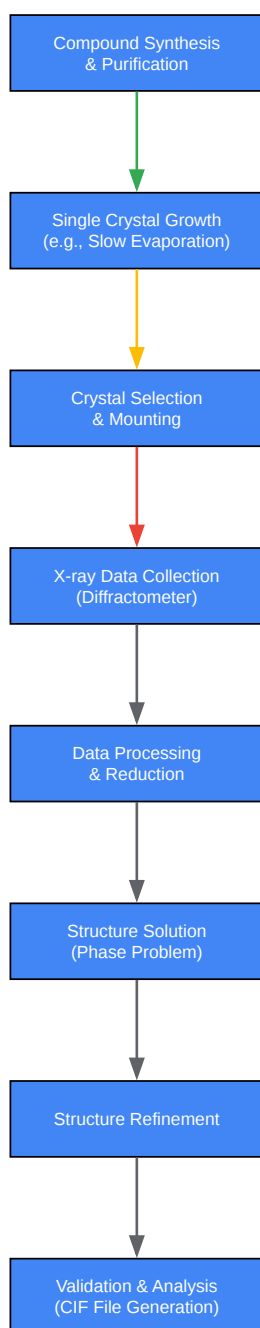 Compound Synthesis
& Purification
Single Crystal Growth
(e.g., Slow Evaporation)
Crystal Selection
& Mounting
X-ray Data Collection
(Diffractometer)
Data Processing
& Reduction
Structure Solution
(Phase Problem)
Structure Refinement
Validation & Analysis
(CIF File Generation)